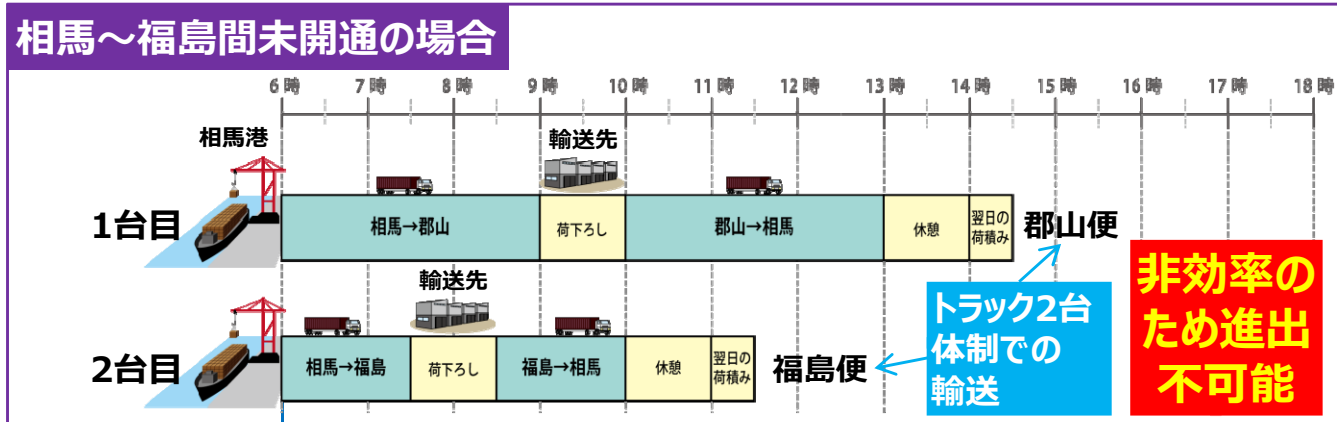 相馬～福島間未開通の場合
6時 7時 8時 9時 10時 11時 12時 13時 14時 15時 16時 17時 18時
相馬港
輸送先
1台目
相馬→郡山
荷下ろし
郡山→相馬
休憩
翌日の
荷積み
郡山便
輸送先
2台目
相馬→福島
荷下ろし
福島→相馬
休憩
翌日の
荷積み
福島便
トラック2台
体制での
輸送
非効率の
ため進出
不可能